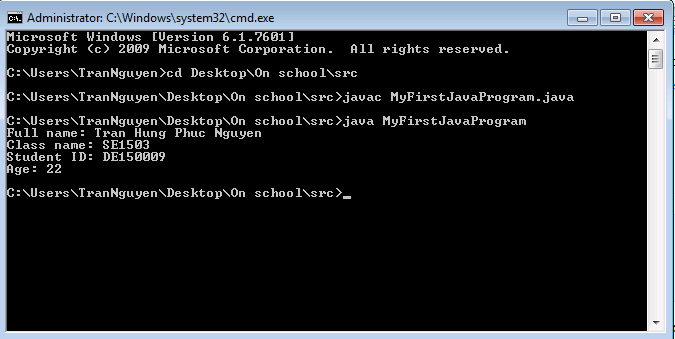 Administrator: C:\Windows\system32\cmd.exe
Microsoft Windows [Version 6.1.7601]
Copyright (c) 2009 Microsoft Corporation.  All rights reserved.
C:\Users\TranNguyen>cd Desktop\On school\src
C:\Users\TranNguyen\Desktop\On school\src>javac MyFirstJavaProgram.java
C:\Users\TranNguyen\Desktop\On school\src>java MyFirstJavaProgram
Full name: Tran Hung Phuc Nguyen
Class name: SE1503
Student ID: DE150009
Age: 22
C:\Users\TranNguyen\Desktop\On school\src>_